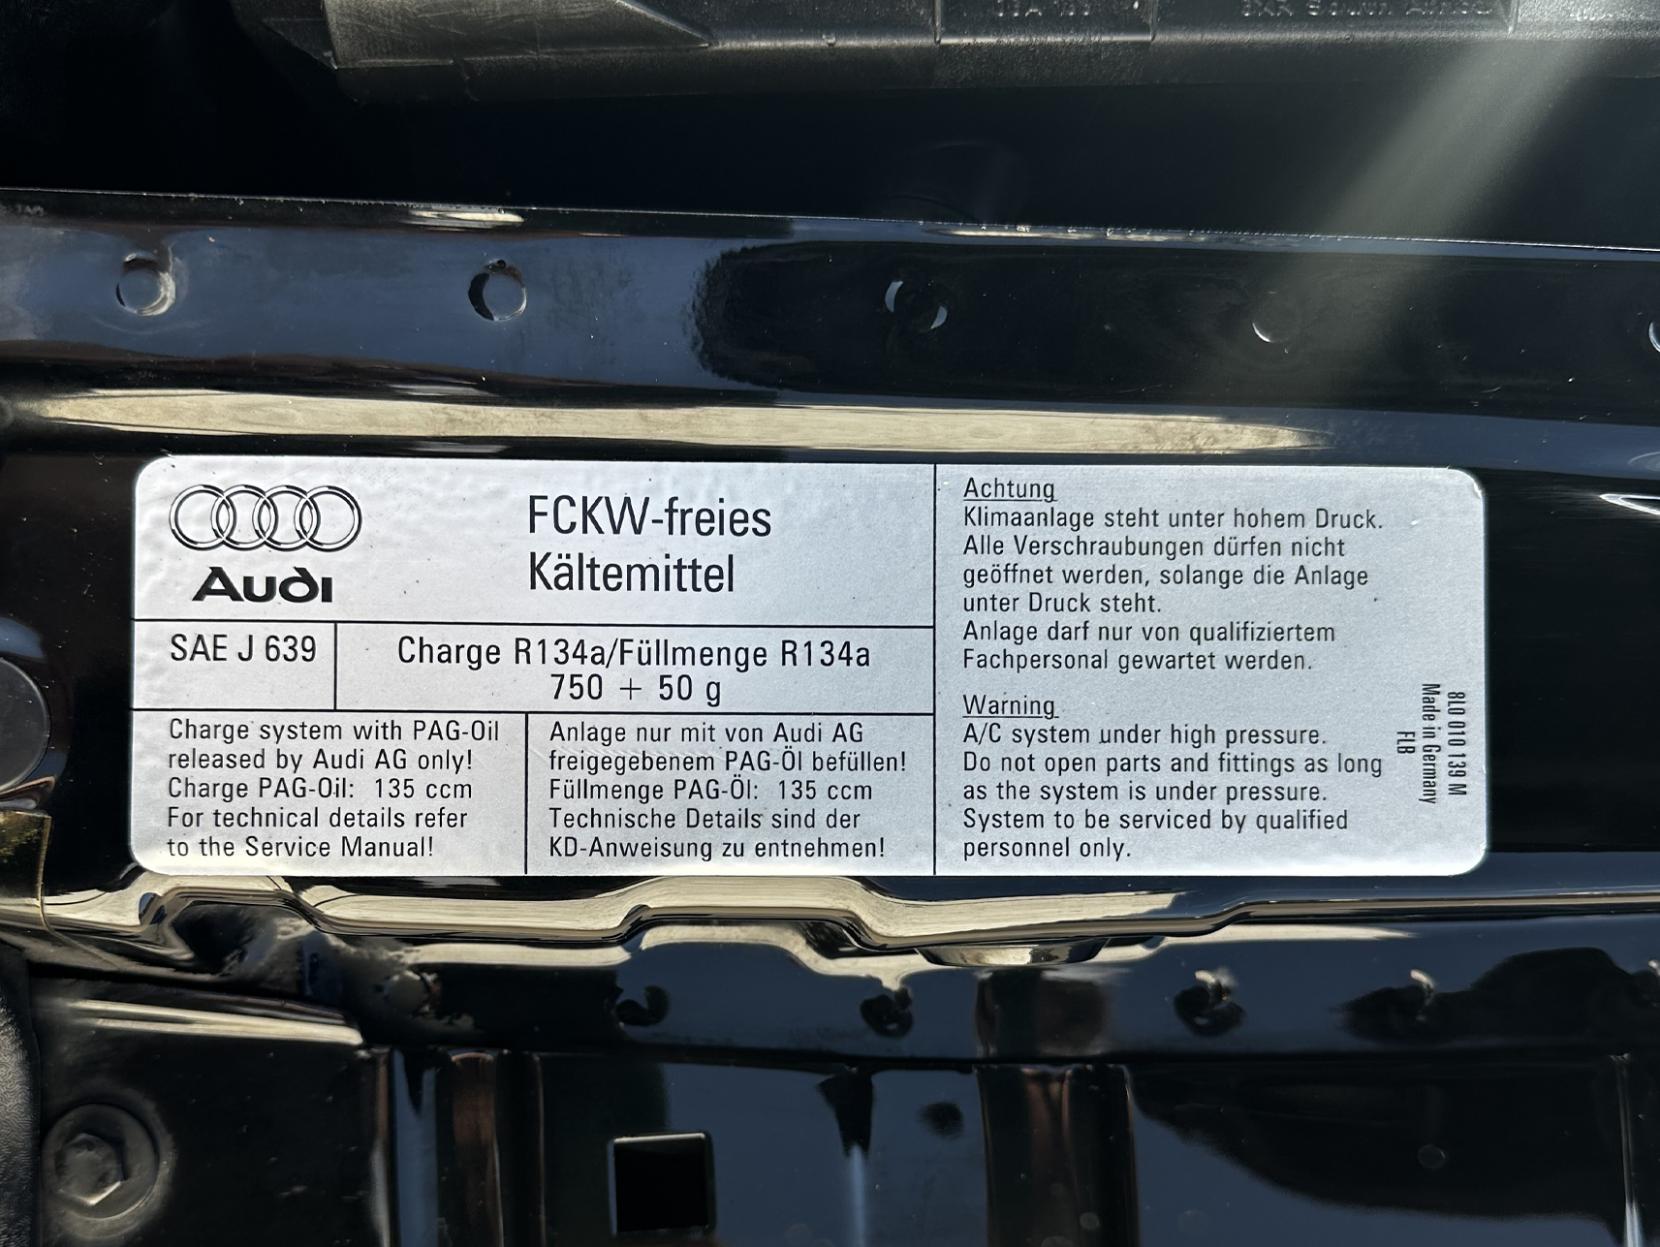 Audi
FCKW-freies
Kältemittel
SAE J 639
Charge R134a/Füllmenge R134a
750 + 50 g
Charge system with PAG-Oil
released by Audi AG only!
Charge PAG-Oil: 135 ccm
For technical details refer
to the Service Manual!
Anlage nur mit von Audi AG
freigegebenem PAG-Öl befüllen!
Füllmenge PAG-Öl: 135 ccm
Technische Details sind der
KD-Anweisung zu entnehmen!
Achtung
Klimaanlage steht unter hohem Druck.
Alle Verschraubungen dürfen nicht
geöffnet werden, solange die Anlage
unter Druck steht.
Anlage darf nur von qualifiziertem
Fachpersonal gewartet werden.
Warning
A/C system under high pressure.
Do not open parts and fittings as long
as the system is under pressure.
System to be serviced by qualified
personnel only.
8L0 010 139 M
Made in Germany
FLB